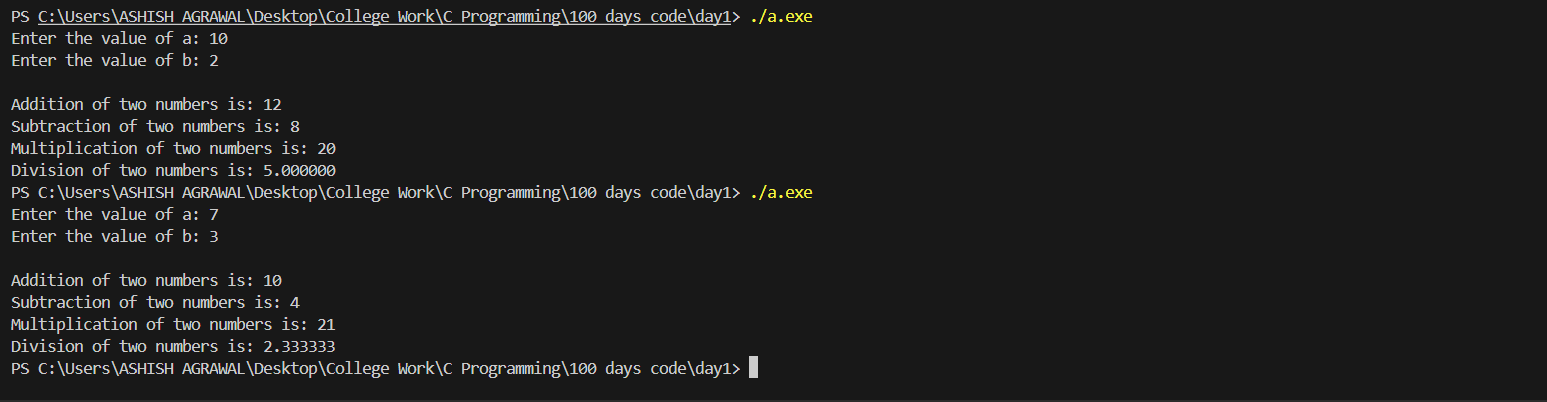 PS C:\Users\ASHISH AGRAWAL\Desktop\College Work\C Programming\100 days code\day1> ./a.exe
Enter the value of a: 10
Enter the value of b: 2
Addition of two numbers is: 12
Subtraction of two numbers is: 8
Multiplication of two numbers is: 20
Division of two numbers is: 5.000000
PS C:\Users\ASHISH AGRAWAL\Desktop\College Work\C Programming\100 days code\day1> ./a.exe
Enter the value of a: 7
Enter the value of b: 3
Addition of two numbers is: 10
Subtraction of two numbers is: 4
Multiplication of two numbers is: 21
Division of two numbers is: 2.333333
PS C:\Users\ASHISH AGRAWAL\Desktop\College Work\C Programming\100 days code\day1>